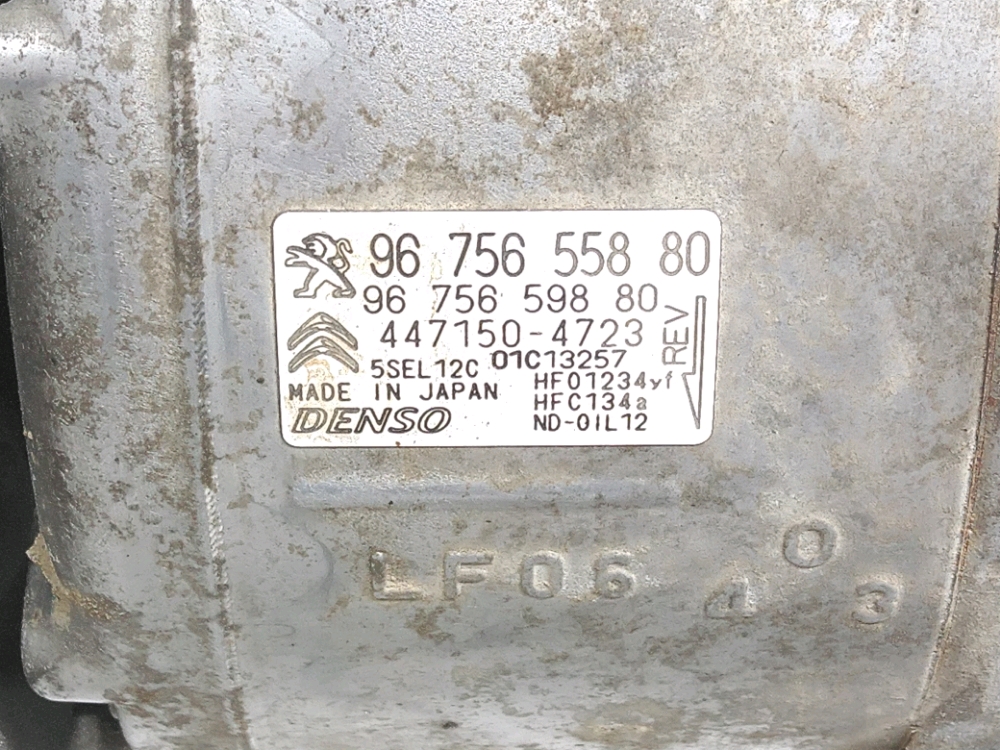 96 756 558 80
96 756 598 80
447150-4723
5SEL12C 01C13257
MADE IN JAPAN
DENSO
HF01234yf
HFC134a
ND-OIL12
REV
LF06
0
4 3